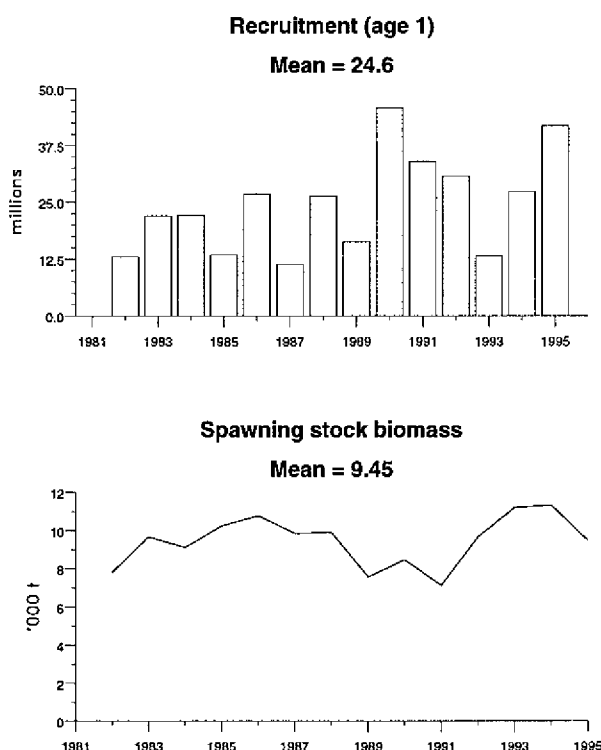 Recruitment (age 1)
Mean = 24.6
50.0
37.5
25.0
12.5
0.0
millions
1981 1983 1985 1987 1989 1991 1993 1995
Spawning stock biomass
Mean = 9.45
12
10
8
6
4
2
0
'000 t
1981 1983 1985 1987 1989 1991 1993 1995